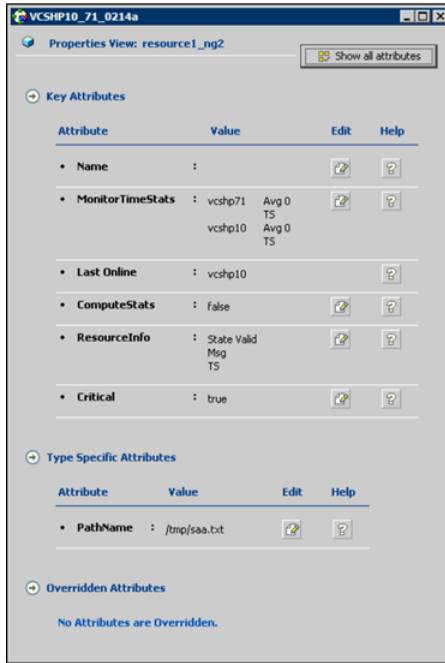 VCSHP10_71_0214a
Properties View: resource1_ng2
Show all attributes
Key Attributes
Attribute Value Edit Help
• Name :
• MonitorTimeStats : vcshp71 Avg 0
TS
vcshp10 Avg 0
TS
• Last Online : vcshp10
• ComputeStats : false
• ResourceInfo : State Valid
Msg
TS
• Critical : true
Type Specific Attributes
Attribute Value Edit Help
• PathName : /tmp/saa.txt
Overridden Attributes
No Attributes are Overridden.